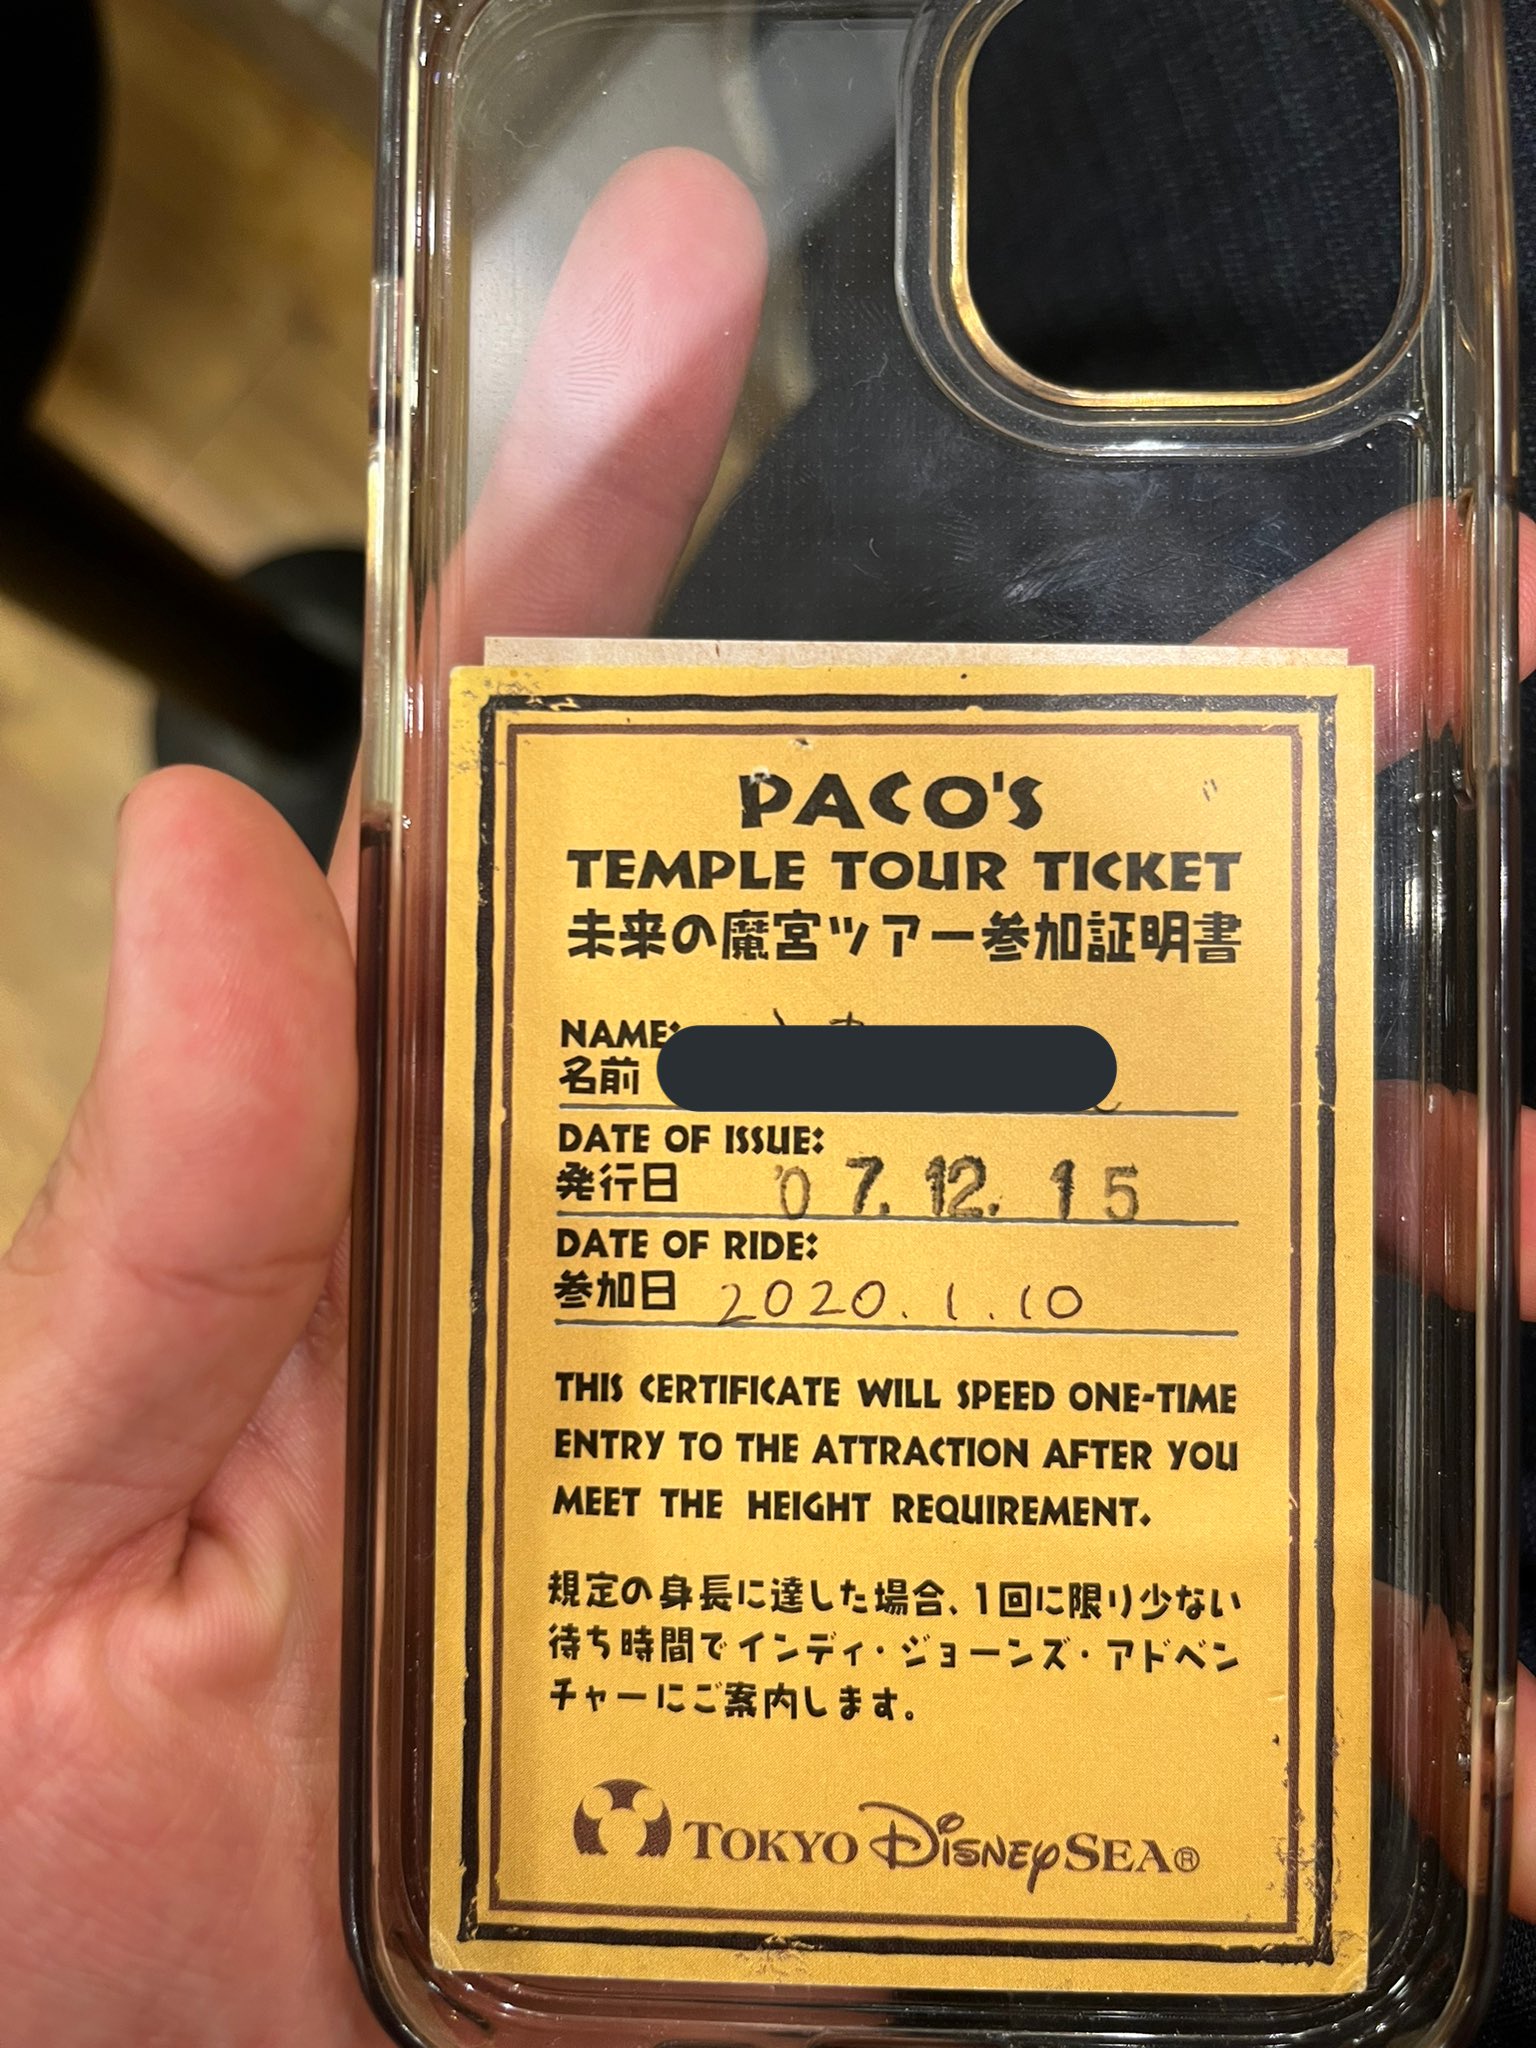 PACO'S
TEMPLE TOUR TICKET
未来の魔宮ツアー参加証明書
NAME:
名前
DATE OF ISSUE:
発行日 '07.12.15
DATE OF RIDE:
参加日 2020.1.10
THIS CERTIFICATE WILL SPEED ONE-TIME
ENTRY TO THE ATTRACTION AFTER YOU
MEET THE HEIGHT REQUIREMENT.
規定の身長に達した場合、1回に限り少ない
待ち時間でインディ・ジョーンズ・アドベン
チャーにご案内します。
TOKYO DISNEYSEA®